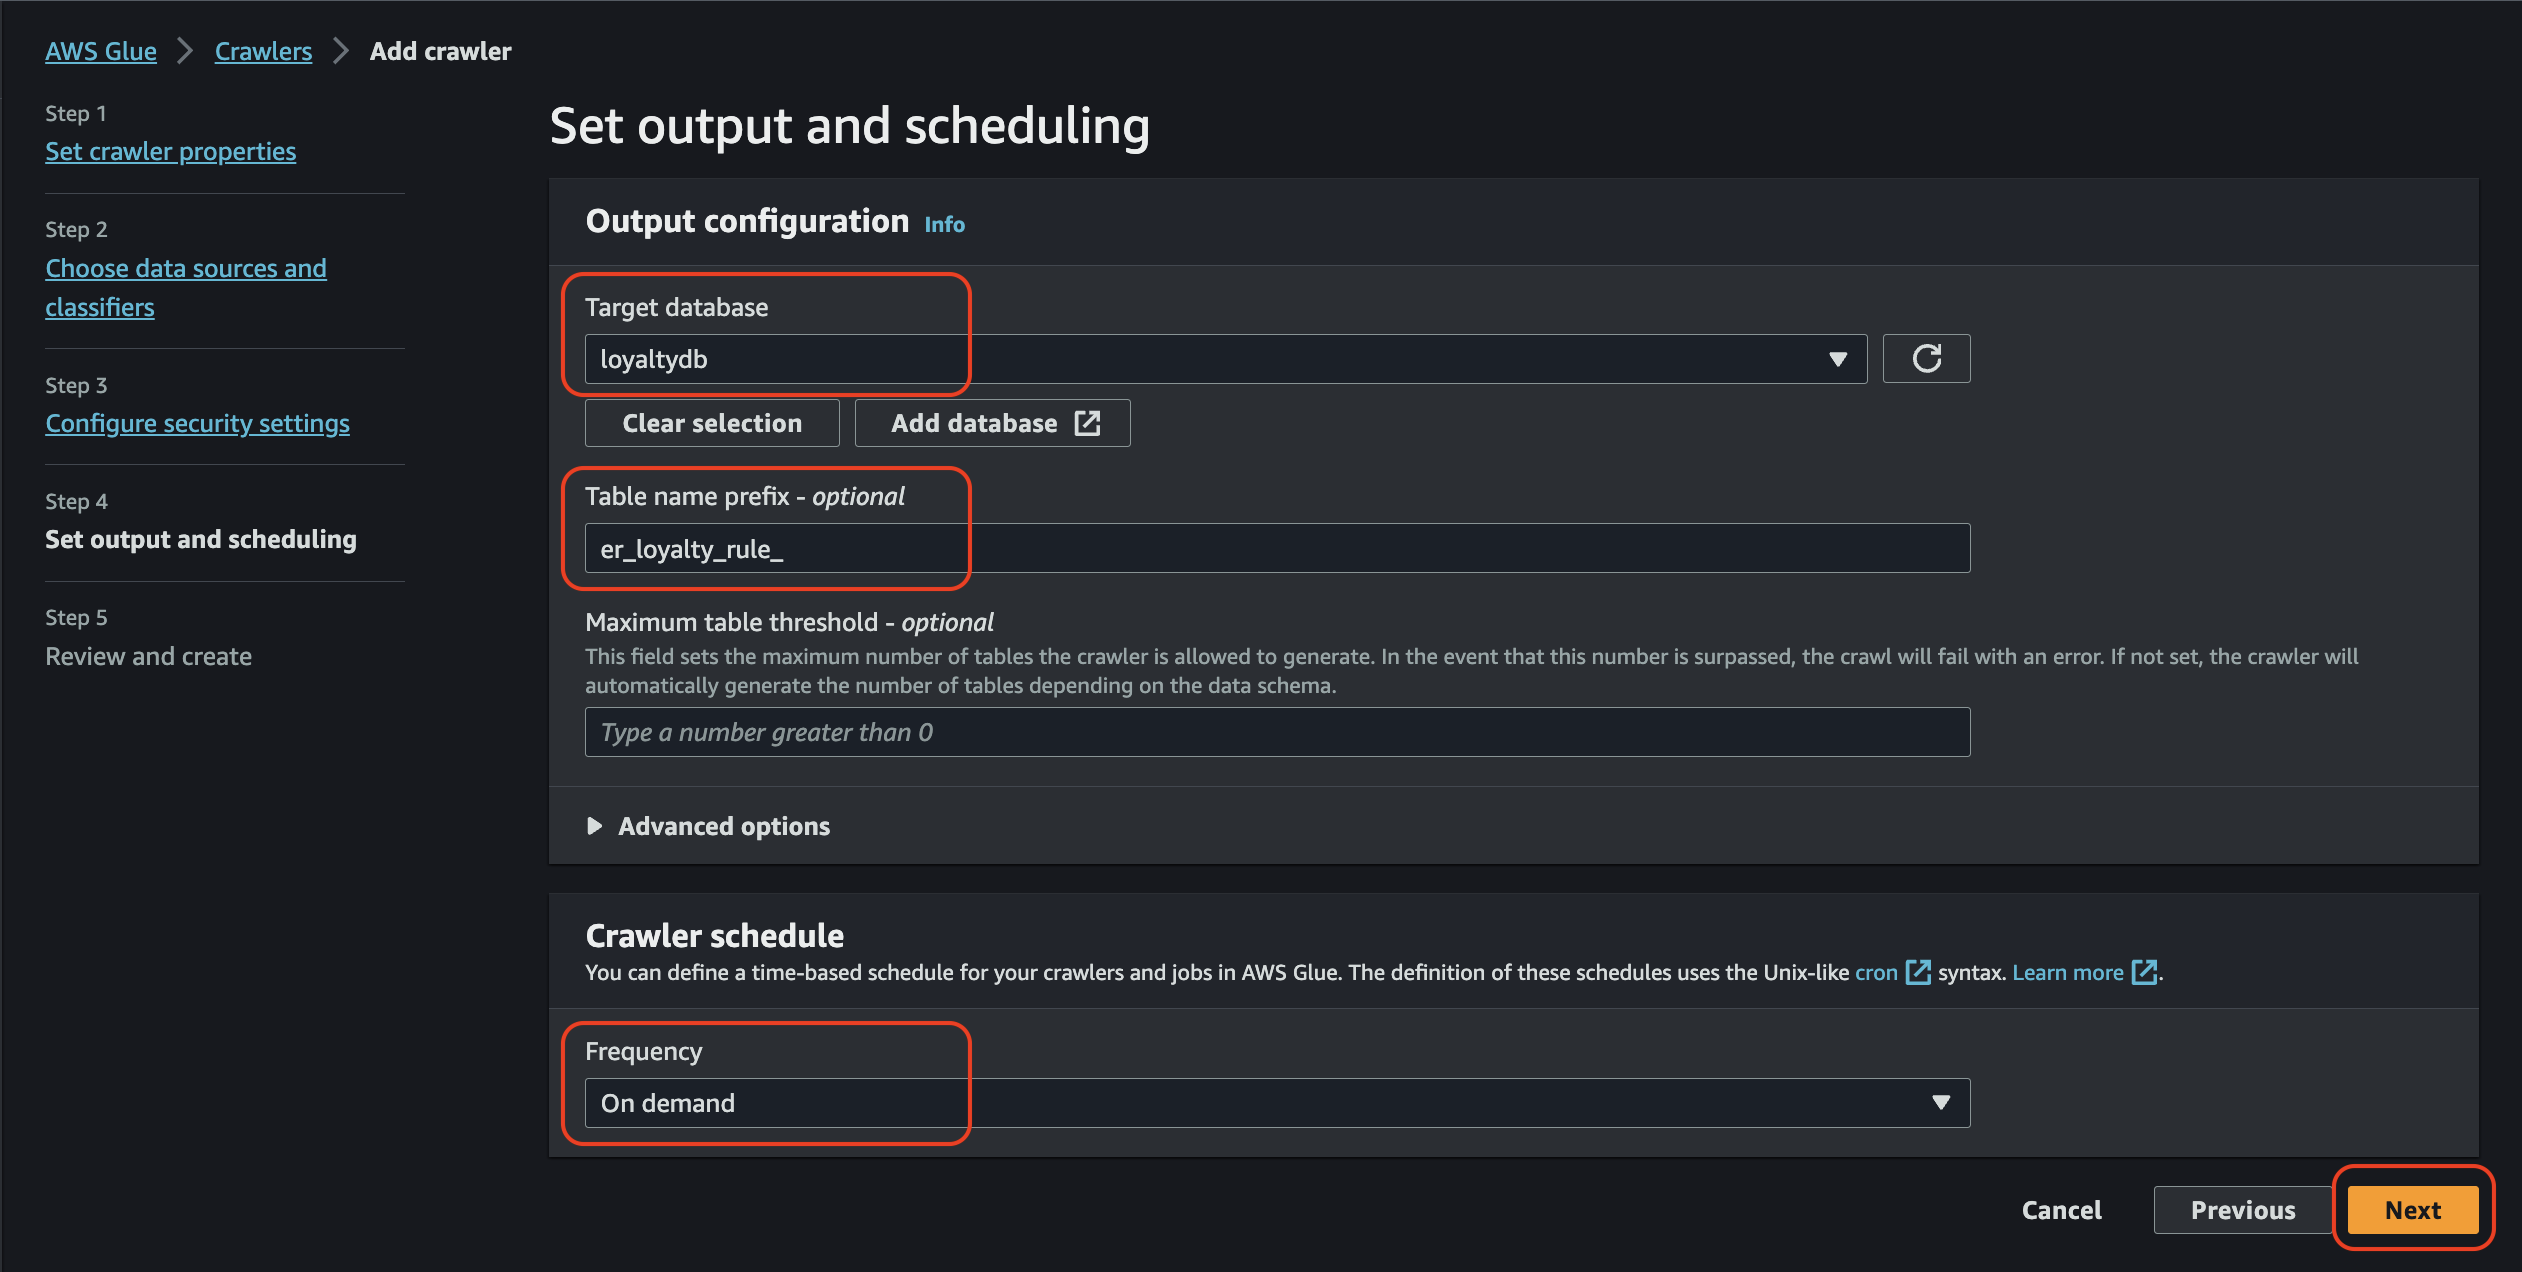 AWS Glue > Crawlers > Add crawler
Step 1
Set crawler properties
Step 2
Choose data sources and
classifiers
Step 3
Configure security settings
Step 4
Set output and scheduling
Step 5
Review and create
Set output and scheduling
Output configuration Info
Target database
loyaltydb
Clear selection Add database
Table name prefix - optional
er_loyalty_rule_
Maximum table threshold - optional
This field sets the maximum number of tables the crawler is allowed to generate. In the event that this number is surpassed, the crawl will fail with an error. If not set, the crawler will
automatically generate the number of tables depending on the data schema.
Type a number greater than 0
Advanced options
Crawler schedule
You can define a time-based schedule for your crawlers and jobs in AWS Glue. The definition of these schedules uses the Unix-like cron syntax. Learn more .
Frequency
On demand
Cancel Previous Next